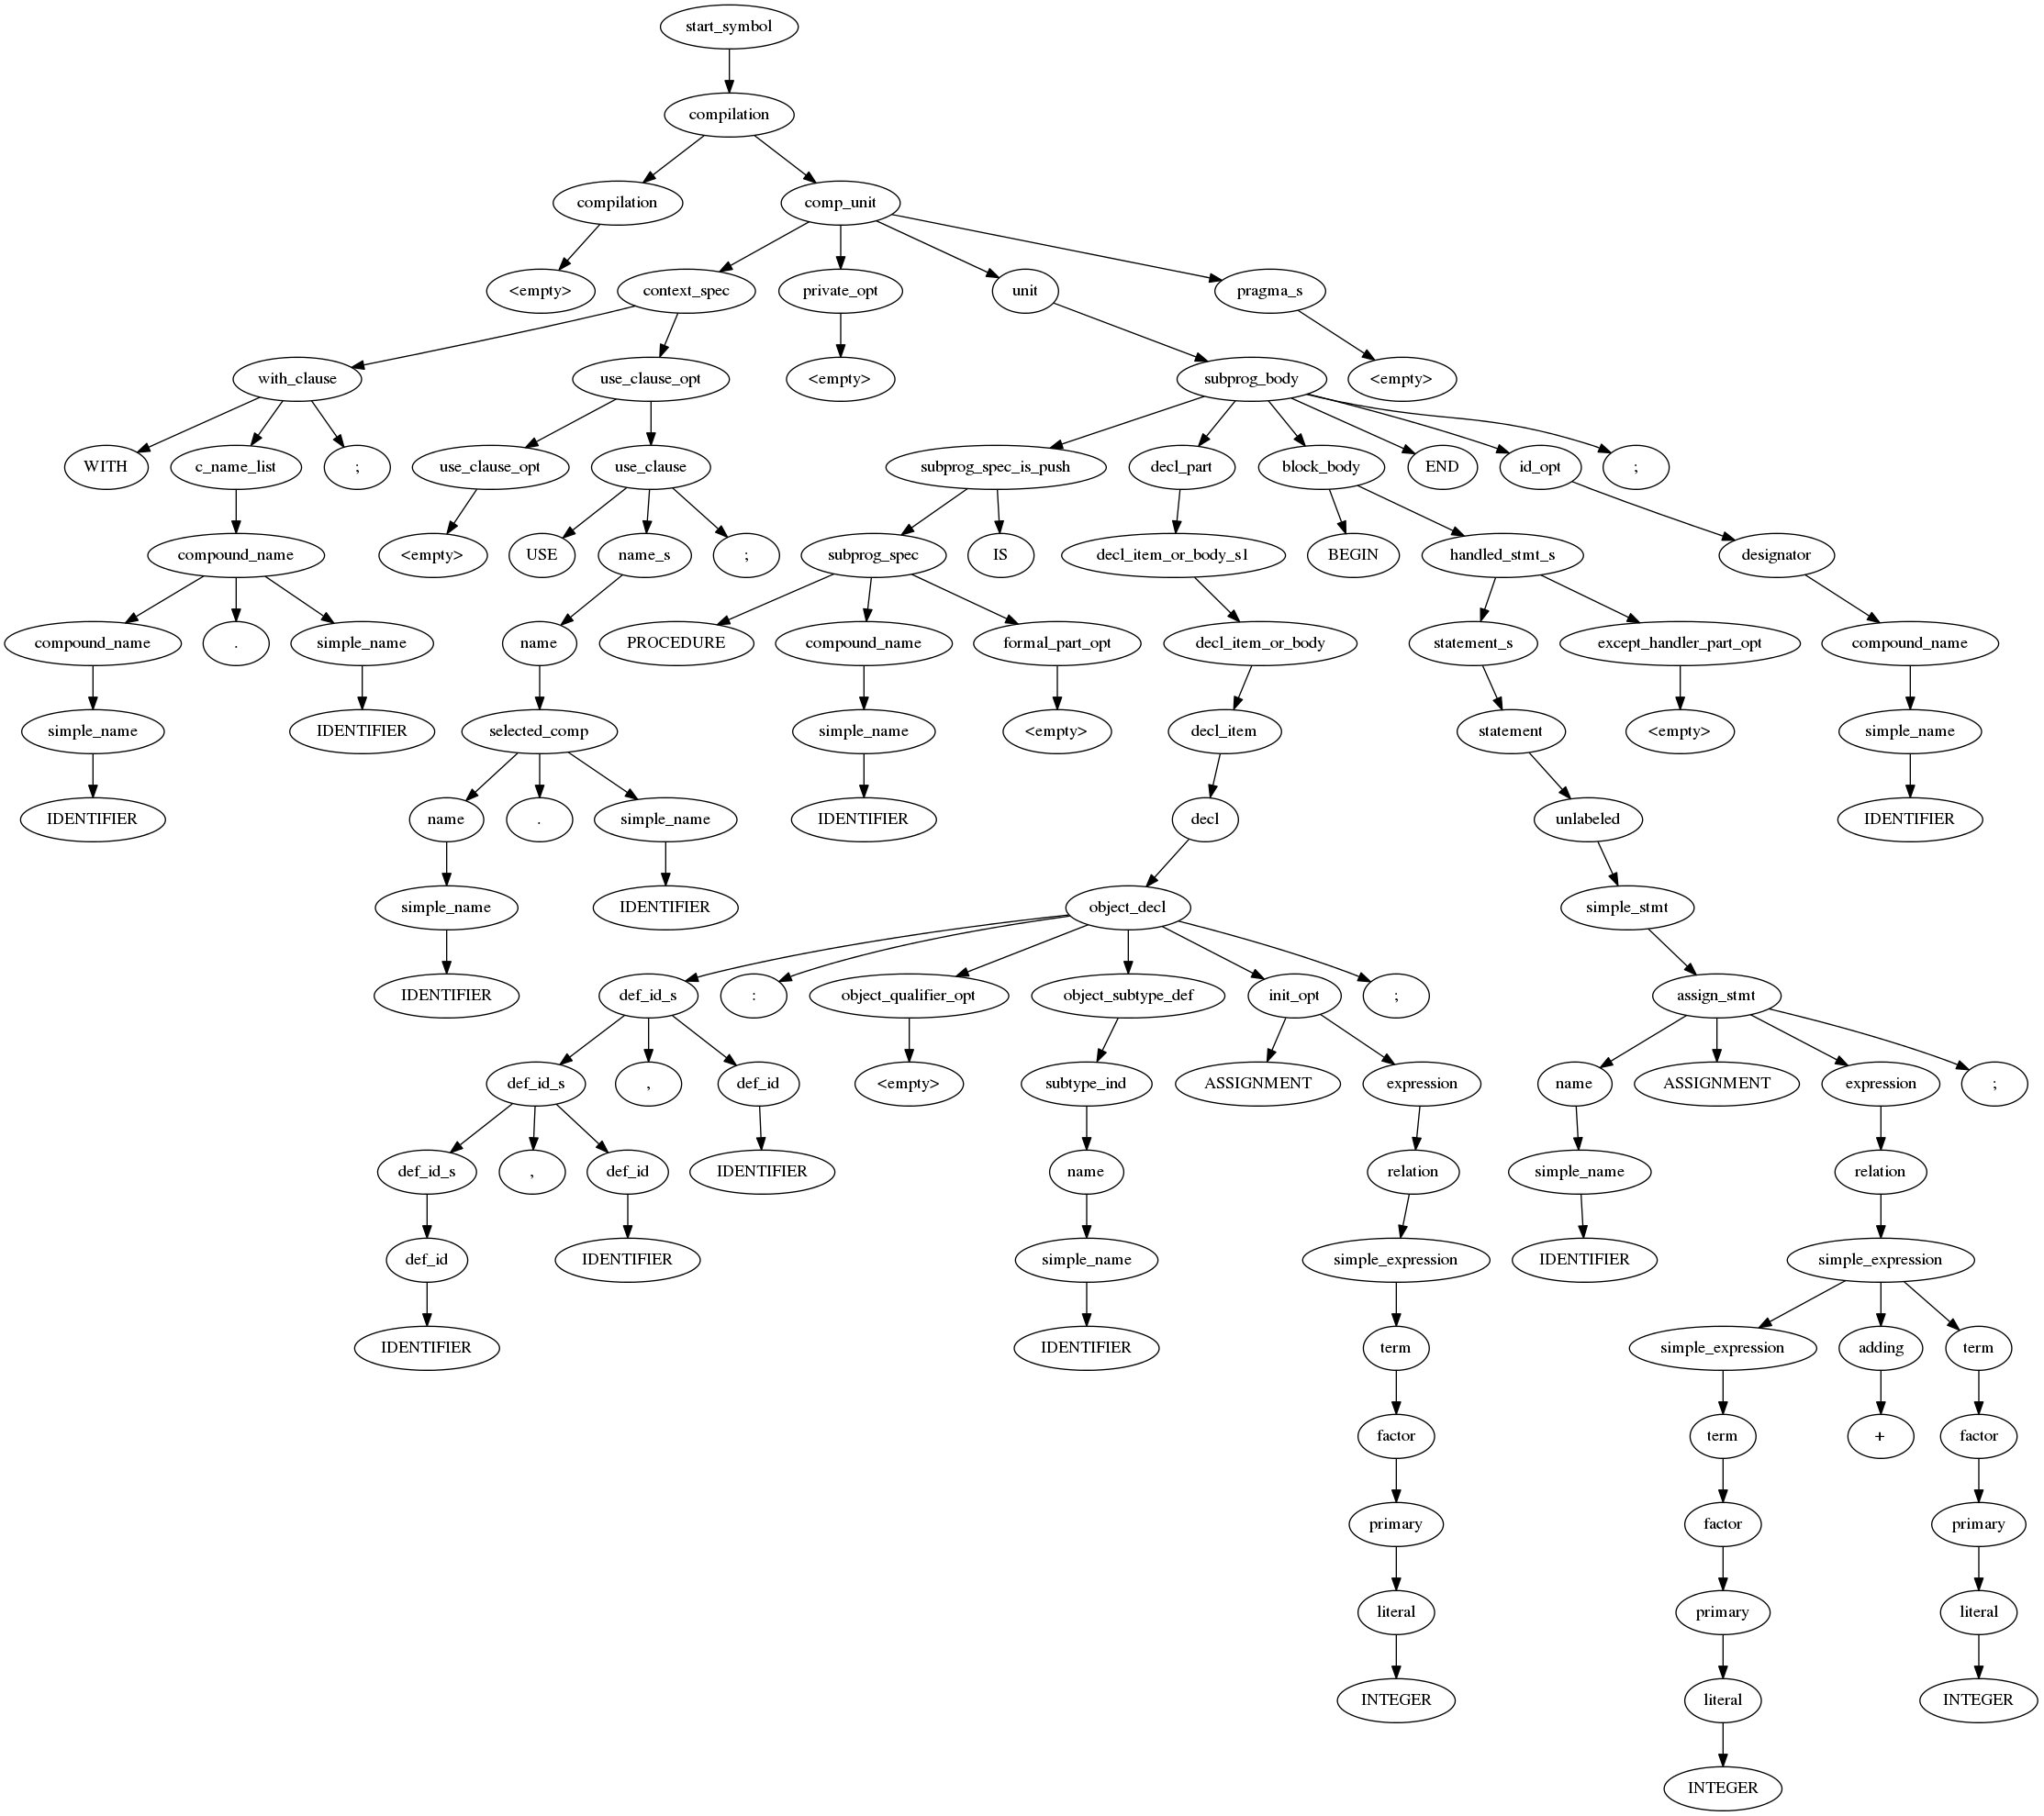 start_symbol
compilation
compilation comp_unit
<empty> context_spec private_opt unit pragma_s
with_clause use_clause_opt <empty> subprog_body <empty>
WITH c_name_list ; use_clause_opt use_clause subprog_spec_is_push decl_part block_body END id_opt ;
compound_name <empty> USE name_s ; subprog_spec IS decl_item_or_body_s1 BEGIN handled_stmt_s designator
compound_name . simple_name name PROCEDURE compound_name formal_part_opt decl_item_or_body statement_s except_handler_part_opt compound_name
simple_name IDENTIFIER selected_comp simple_name <empty> decl_item statement <empty> simple_name
IDENTIFIER name . simple_name IDENTIFIER decl unlabeled IDENTIFIER
simple_name IDENTIFIER object_decl simple_stmt
IDENTIFIER def_id_s : object_qualifier_opt object_subtype_def init_opt ; assign_stmt
def_id_s , def_id <empty> subtype_ind ASSIGNMENT expression name ASSIGNMENT expression ;
def_id_s , def_id IDENTIFIER name relation simple_name relation
def_id IDENTIFIER simple_name simple_expression IDENTIFIER simple_expression
IDENTIFIER IDENTIFIER term simple_expression adding term
factor term + factor
primary factor primary
literal primary literal
INTEGER literal INTEGER
INTEGER